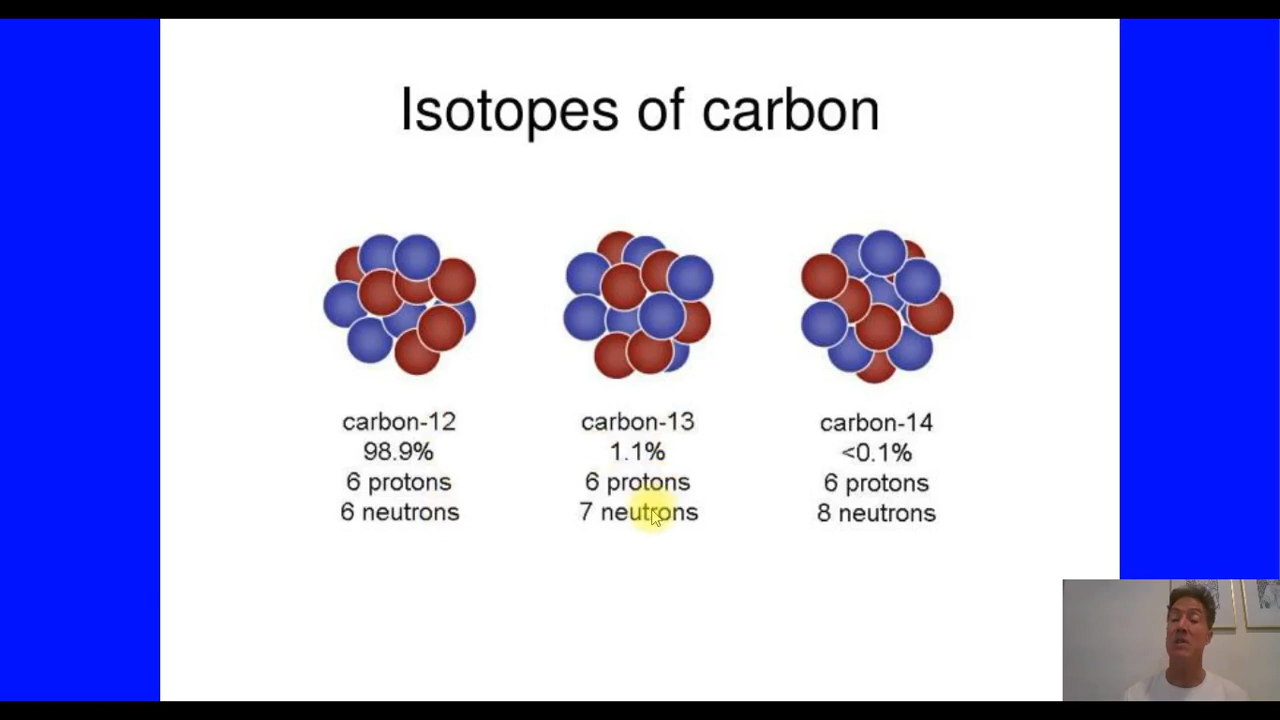 Isotopes of carbon
carbon-12
98.9%
6 protons
6 neutrons
carbon-13
1.1%
6 protons
7 neutrons
carbon-14
<0.1%
6 protons
8 neutrons